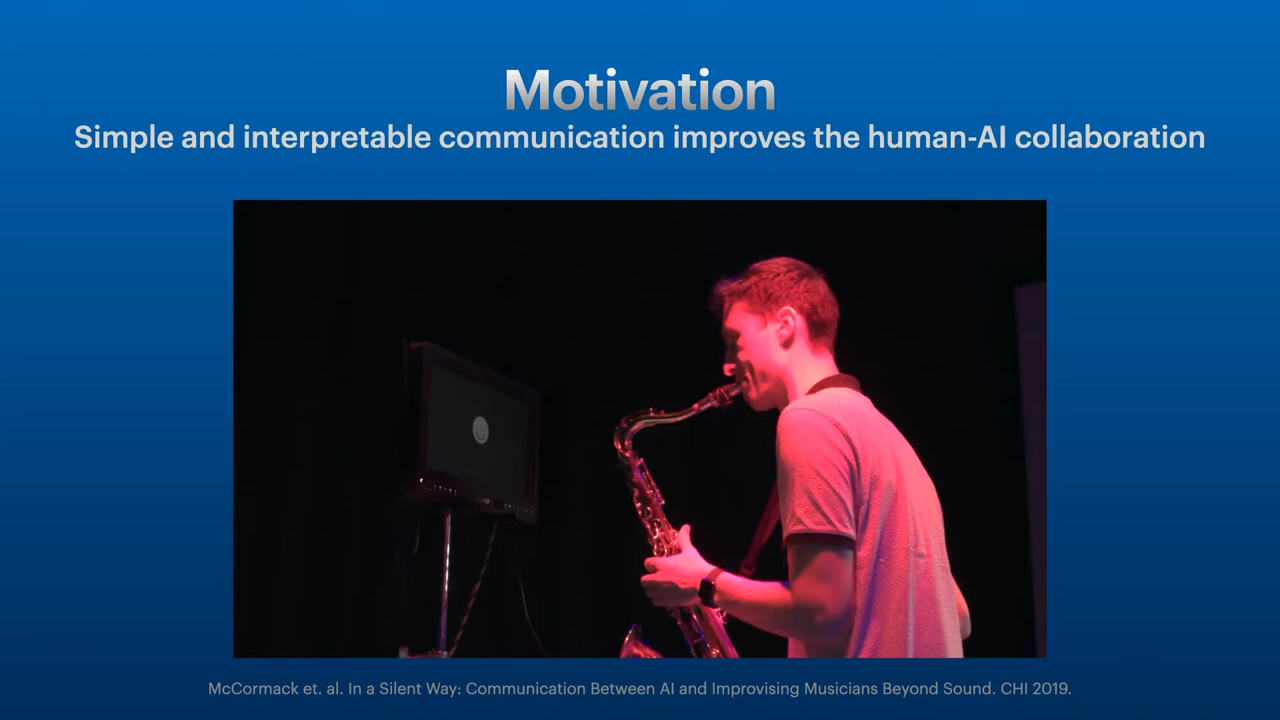 Motivation
Simple and interpretable communication improves the human-AI collaboration
McCormack et. al. In a Silent Way: Communication Between AI and Improvising Musicians Beyond Sound. CHI 2019.